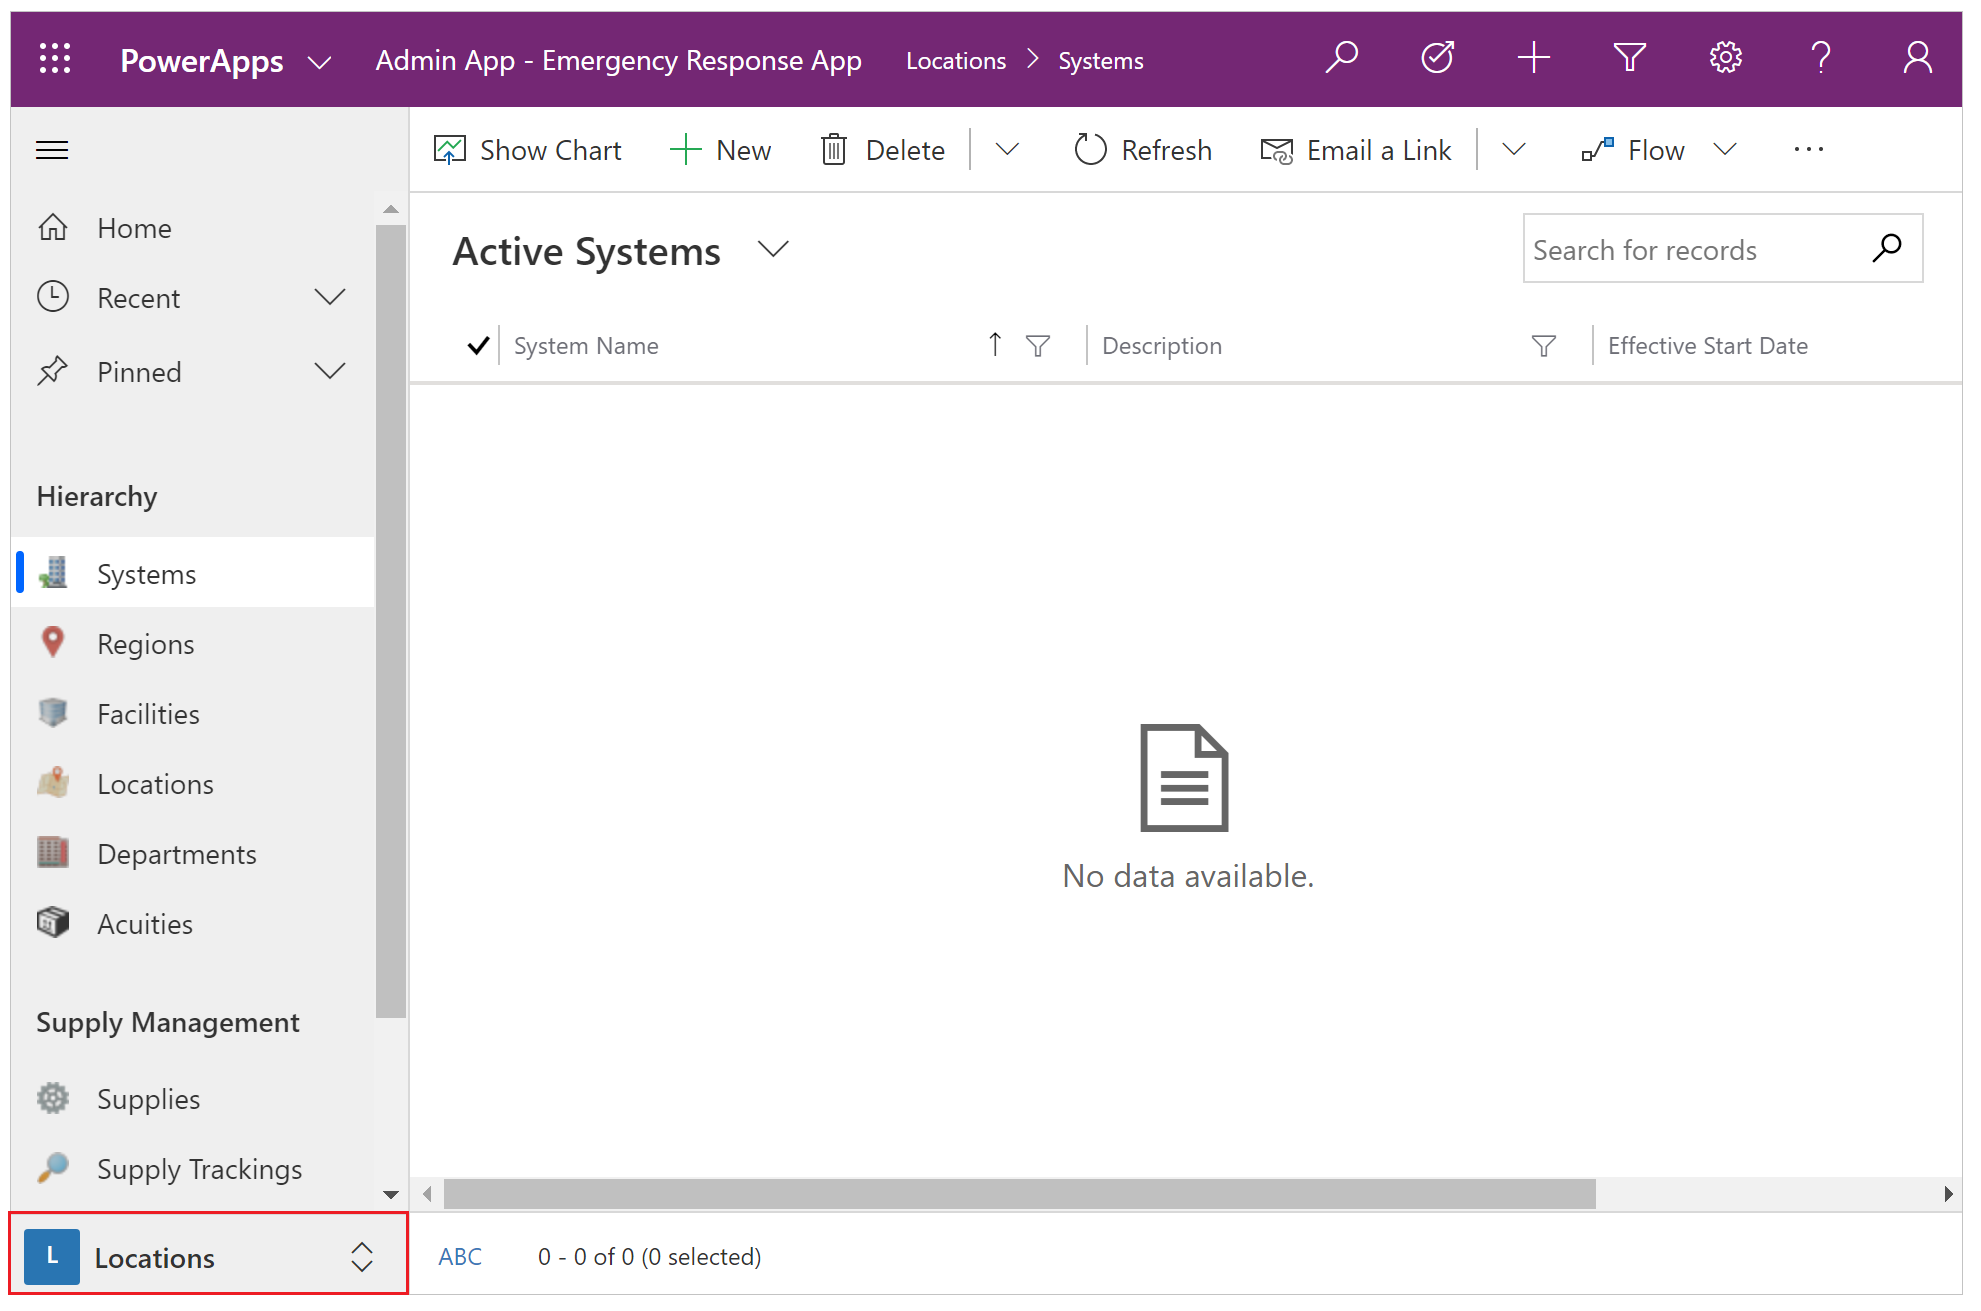 PowerApps Admin App - Emergency Response App Locations Systems
Show Chart New Delete Refresh Email a Link Flow
Home
Recent
Pinned
Hierarchy
Systems
Regions
Facilities
Locations
Departments
Acuities
Supply Management
Supplies
Supply Trackings
L Locations
Active Systems
Search for records
System Name Description Effective Start Date
No data available.
ABC 0 - 0 of 0 (0 selected)